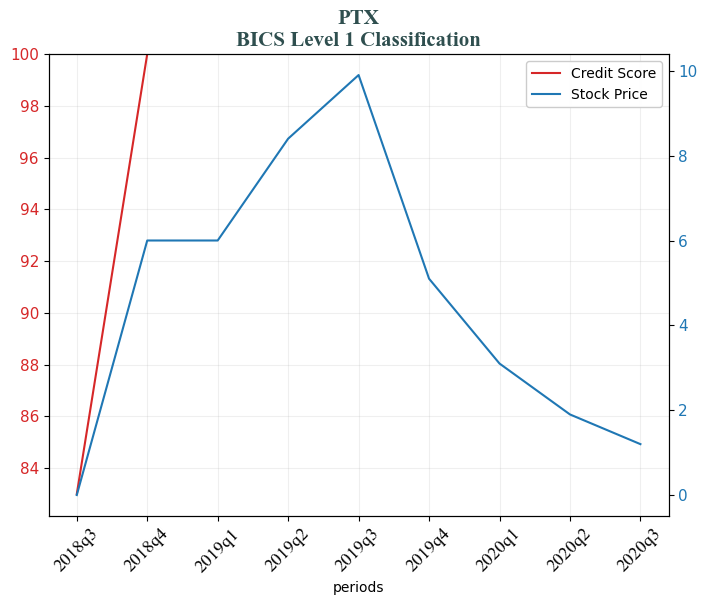 PTX
BICS Level 1 Classification
100
98
96
94
92
90
88
86
84
10
8
6
4
2
0
Credit Score
Stock Price
2018q3
2018q4
2019q1
2019q2
2019q3
2019q4
2020q1
2020q2
2020q3
periods